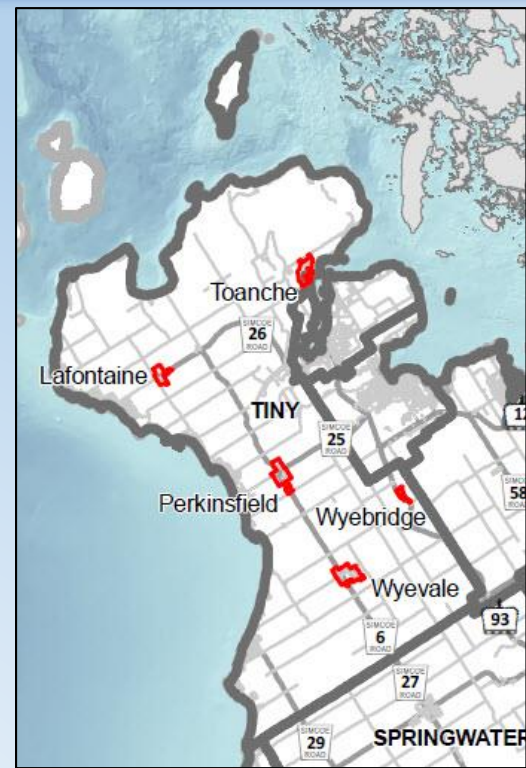 Toanche
SIMCOE
26
ROAD
Lafontaine
TINY
12
SIMCOE
25
ROAD
58
ROAD
Perkinsfield
Wyebridge
Wyevale
93
SIMCOE
6
ROAD
SIMCOE
27
ROAD
SIMCOE
29
ROAD
SPRINGWATER